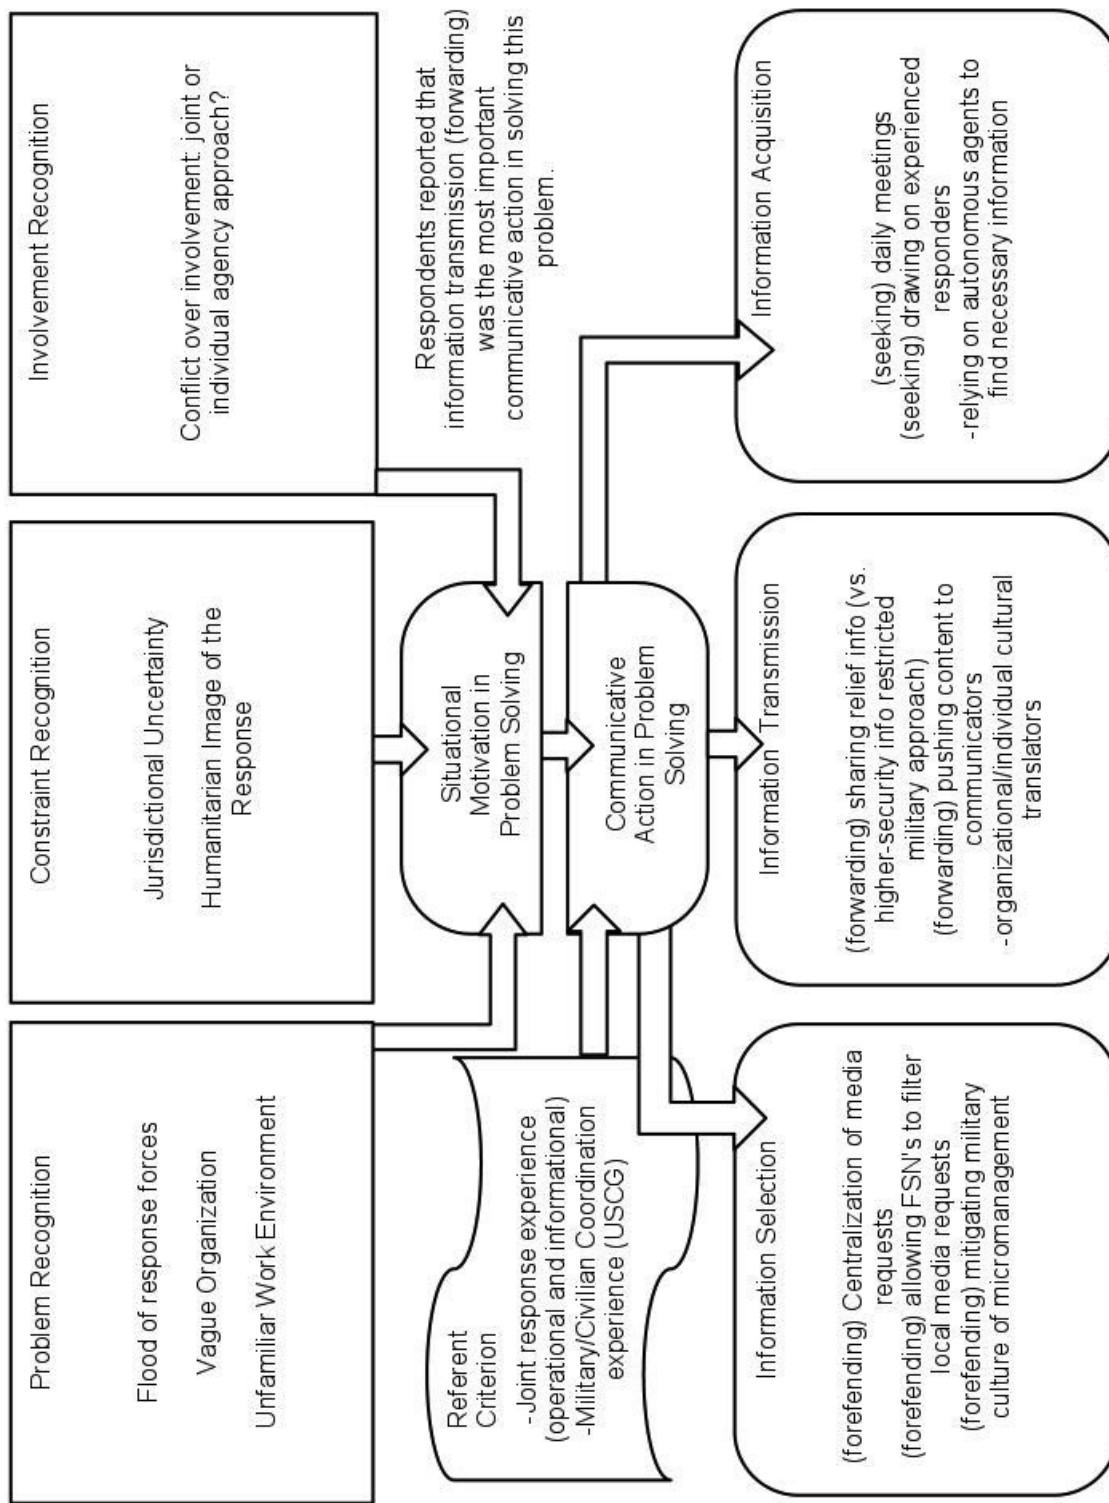 Problem Recognition
Flood of response forces
Vague Organization
Unfamiliar Work Environment
Constraint Recognition
Jurisdictional Uncertainty
Humanitarian Image of the
Response
Involvement Recognition
Conflict over involvement: joint or
individual agency approach?
Referent
Criterion
-Joint response experience
(operational and informational)
-Military/Civilian Coordination
experience (USCG)
Situational
Motivation in
Problem Solving
Respondents reported that
information transmission (forwarding)
was the most important
communicative action in solving this
problem.
Communicative
Action in Problem
Solving
Information Selection
(forefending) Centralization of media
requests
(forefending) allowing FSN's to filter
local media requests
(forefending) mitigating military
culture of micromanagement
Information Transmission
(forwarding) sharing relief info (vs.
higher-security info restricted
military approach)
(forwarding) pushing content to
communicators
-organizational/individual cultural
translators
Information Acquisition
(seeking) daily meetings
(seeking) drawing on experienced
responders
-relying on autonomous agents to
find necessary information